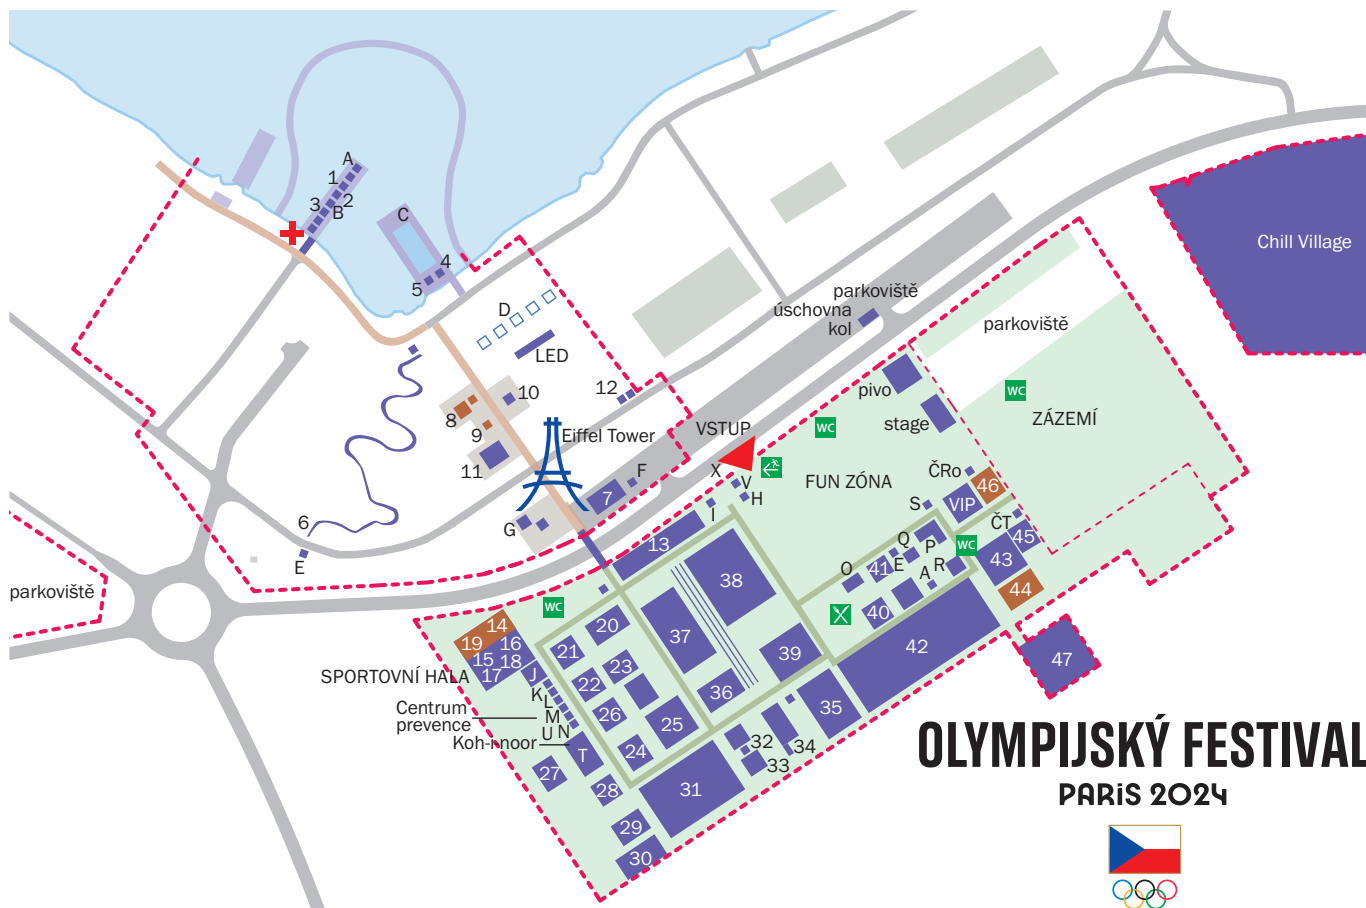 A
1
2
3
B
C
4
5
D
LED
parkoviště
úschovna
kol
Chill Village
parkoviště
10
12
8
9
11
Eiffel Tower
VSTUP
pivo
WC
stage
ZÁZEMÍ
WC
FUN ZÓNA
F
X
V
H
I
7
G
6
E
ČRo
46
VIP
S
ČT
45
13
38
Q
P
WC
43
O
41
E
A
R
44
40
parkoviště
WC
14
19
16
15
18
17
SPORTOVNÍ HALA
20
21
37
39
42
47
J
K
L
M
N
U
22
23
36
35
Centrum
prevence
Koh-i-noor
T
26
25
24
32
34
33
27
28
31
29
30
OLYMPIJSKÝ FESTIVAL
PARiS 2024